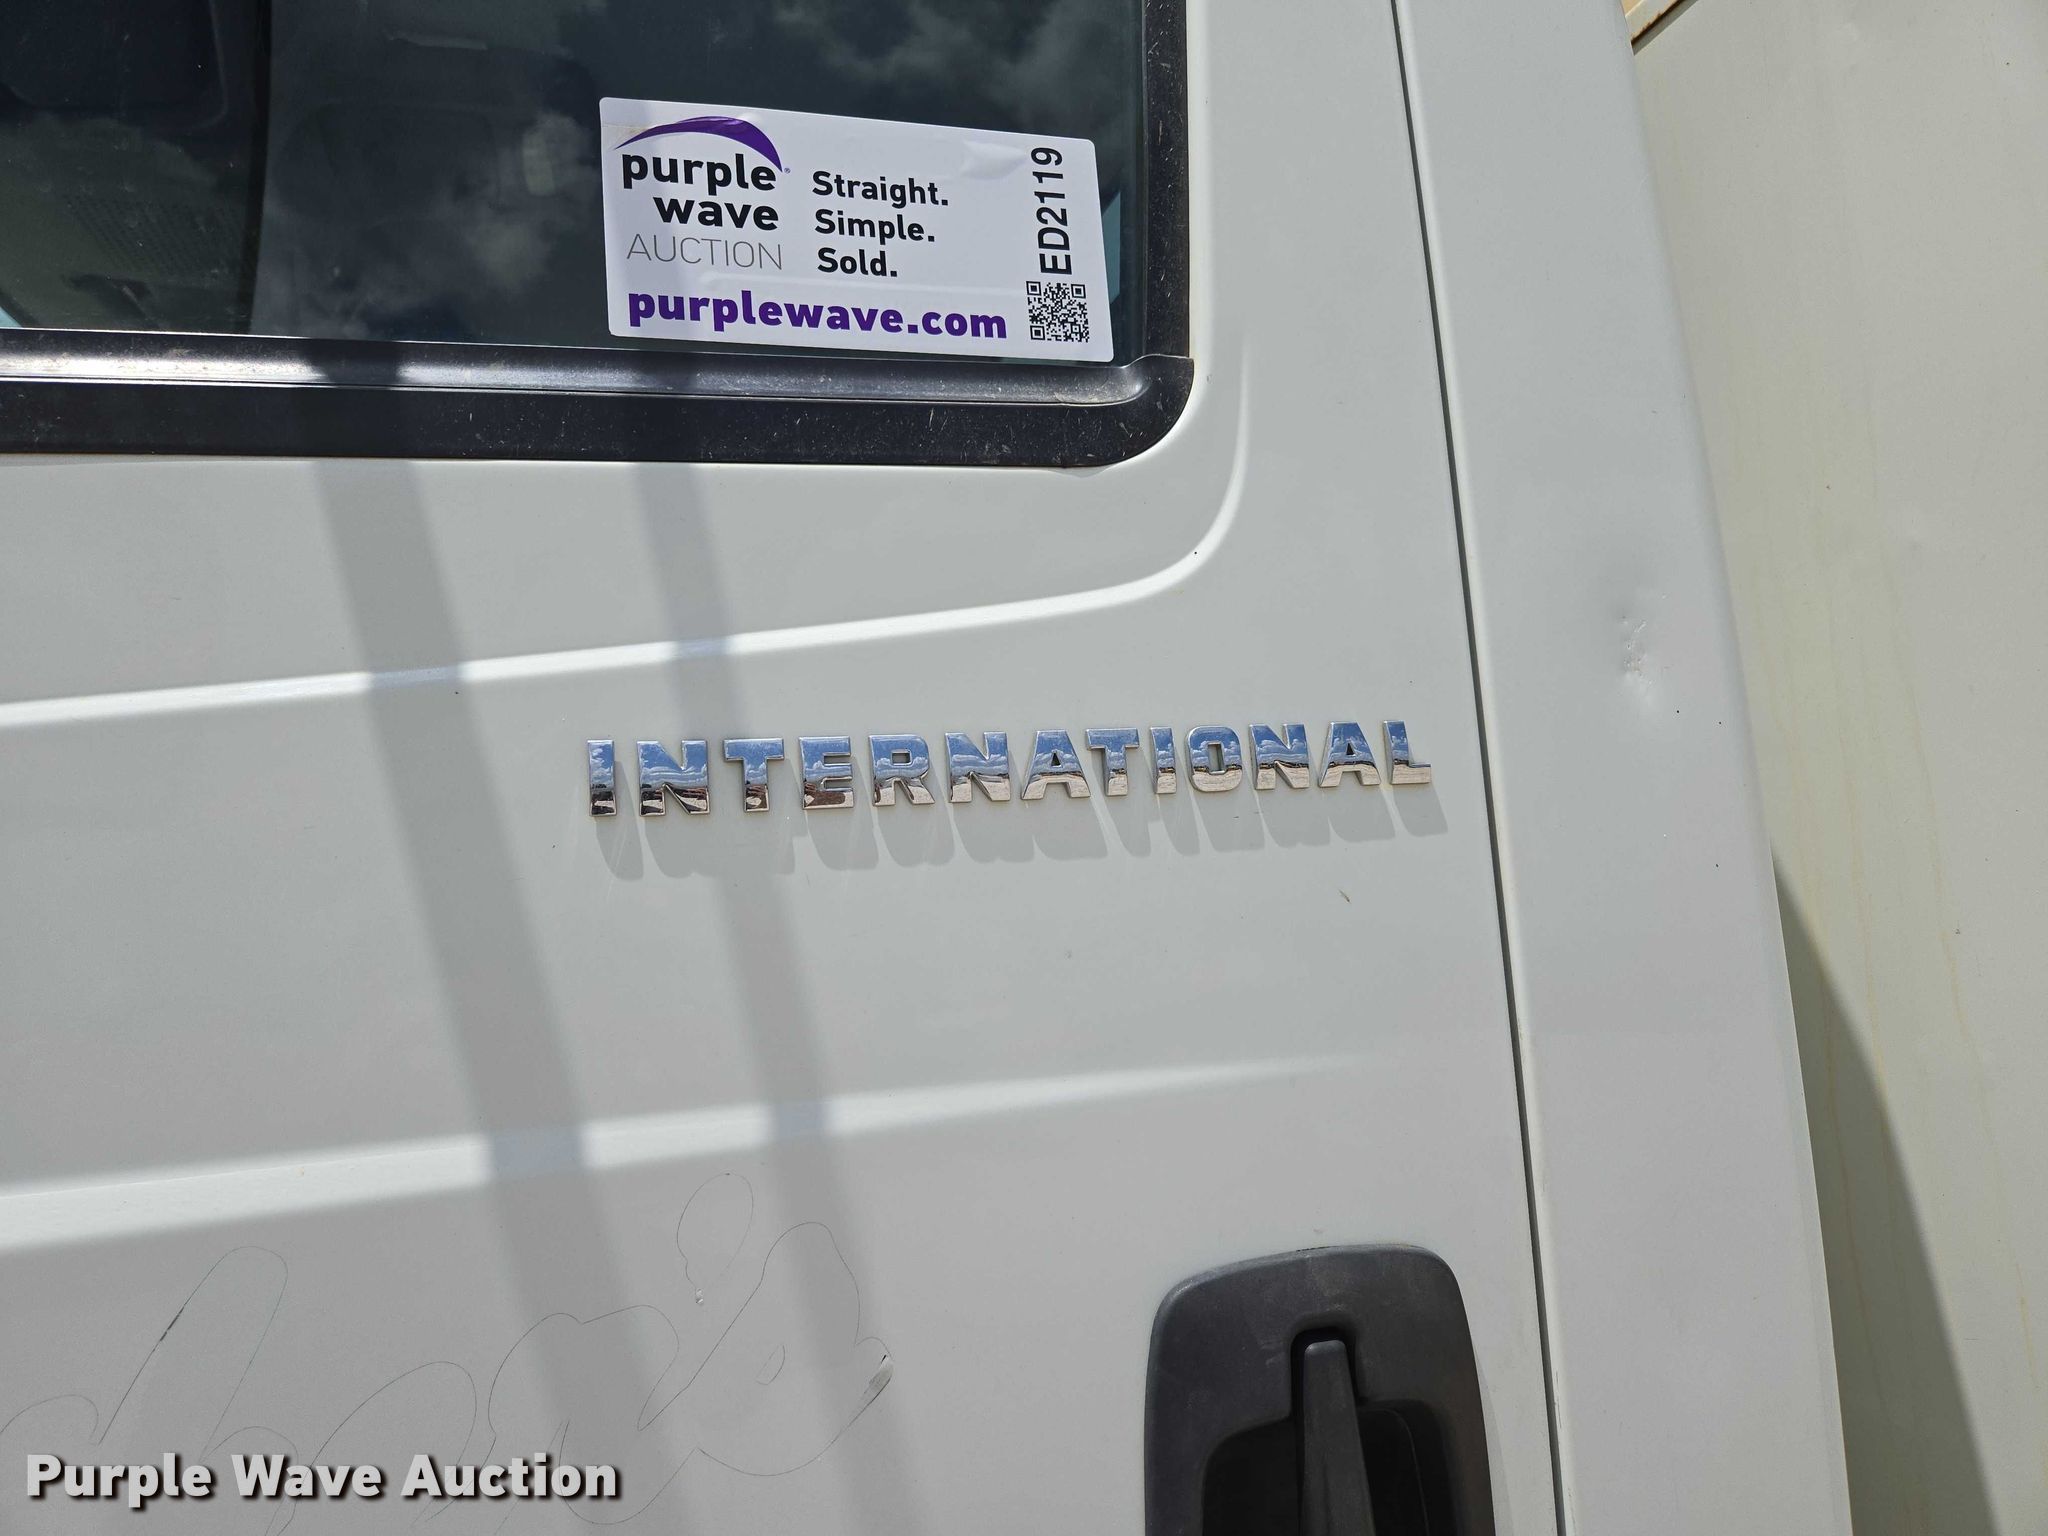 purple
wave
AUCTION
Straight.
Simple.
Sold.
purplewave.com
ED2119
INTERNATIONAL
Purple Wave Auction